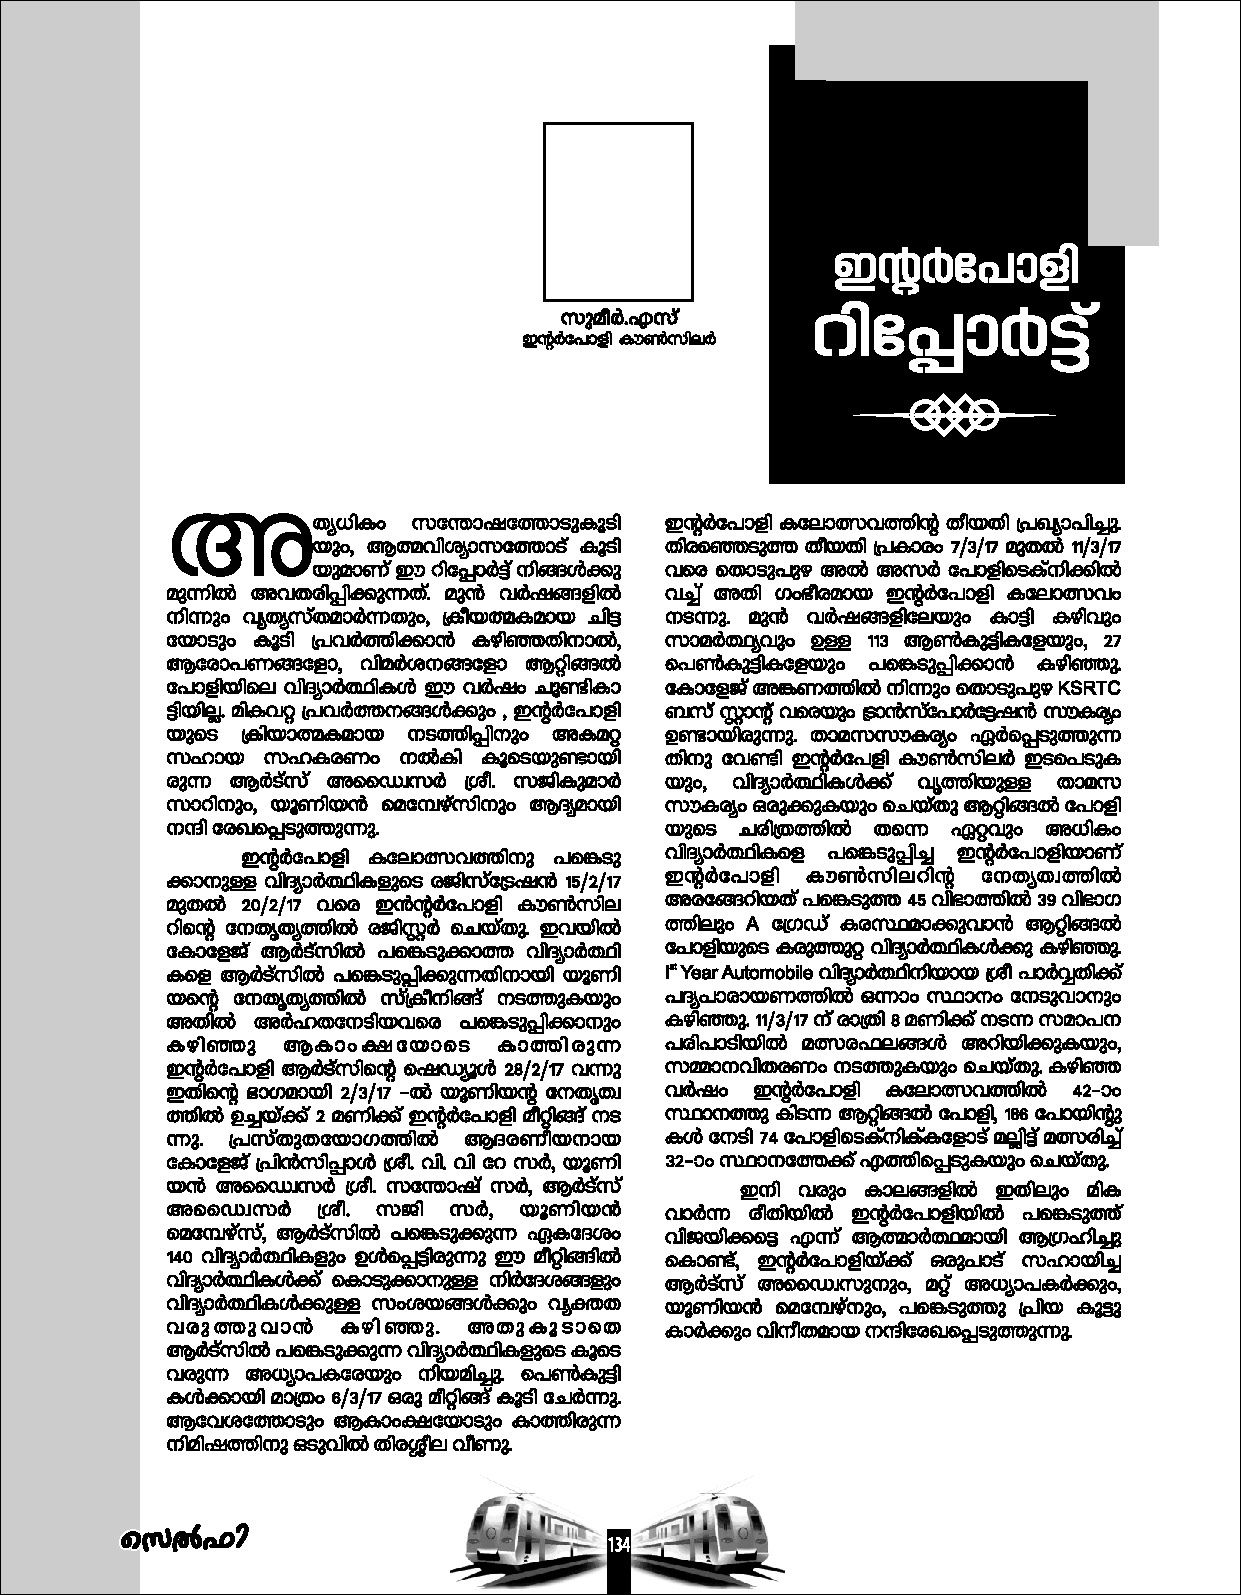 ഇന്റർപോളി
റിപ്പോർട്ട്
സുമീർ.എസ്
ഇന്റർപോളി കൗൺസിലർ
അത്യധികം സന്തോഷത്തോടുകൂടി
യും, ആത്മവിശ്വാസത്തോട് കൂടി
യുമാണ് ഈ റിപ്പോർട്ട് നിങ്ങൾക്കു
മുന്നിൽ അവതരിപ്പിക്കുന്നത്. മുൻ വർഷങ്ങളിൽ
നിന്നും വ്യത്യസ്തമാർന്നതും, ക്രീയത്മകമായ ചിട്ട
യോടും കൂടി പ്രവർത്തിക്കാൻ കഴിഞ്ഞതിനാൽ,
ആരോപണങ്ങളോ, വിമർശനങ്ങളോ ആറ്റിങ്ങൽ
പോളിയിലെ വിദ്യാർത്ഥികൾ ഈ വർഷം ചൂണ്ടികാ
ട്ടിയില്ല. മികവറ്റ പ്രവർത്തനങ്ങൾക്കും , ഇന്റർപോളി
യുടെ ക്രിയാത്മകമായ നടത്തിപ്പിനും അകമറ്റ
സഹായ സഹകരണം നൽകി കൂടെയുണ്ടായി
രുന്ന ആർട്സ് അഡ്വൈസർ ശ്രീ. സജികുമാർ
സാറിനും, യൂണിയൻ മെമ്പേഴ്സിനും ആദ്യമായി
നന്ദി രേഖപ്പെടുത്തുന്നു.
ഇന്റർപോളി കലോത്സവത്തിനു പങ്കെടു
ക്കാനുള്ള വിദ്യാർത്ഥികളുടെ രജിസ്ട്രേഷൻ 15/2/17
മുതൽ 20/2/17 വരെ ഇൻന്റർപോളി കൗൺസില
റിന്റെ നേതൃത്യത്തിൽ രജിസ്റ്റർ ചെയ്തു. ഇവയിൽ
കോളേജ് ആർട്സിൽ പങ്കെടുക്കാത്ത വിദ്യാർത്ഥി
കളെ ആർട്സിൽ പങ്കെടുപ്പിക്കുന്നതിനായി യൂണി
യന്റെ നേതൃത്യത്തിൽ സ്ക്രീനിങ്ങ് നടത്തുകയും
അതിൽ അർഹതനേടിയവരെ പങ്കെടുപ്പിക്കാനും
കഴിഞ്ഞു ആകാംക്ഷയോടെ കാത്തിരുന്ന
ഇന്റർപോളി ആർട്സിന്റെ ഷെഡ്യൂൾ 28/2/17 വന്നു
ഇതിന്റെ ഭാഗമായി 2/3/17 -ൽ യൂണിയന്റ നേതൃത്വ
ത്തിൽ ഉച്ചയ്ക്ക് 2 മണിക്ക് ഇന്റർപോളി മീറ്റിങ്ങ് നട
ന്നു. പ്രസ്തുതയോഗത്തിൽ ആദരണീയനായ
കോളേജ് പ്രിൻസിപ്പാൾ ശ്രീ. വി. വി റേ സർ, യൂണി
യൻ അഡ്വൈസർ ശ്രീ. സന്തോഷ് സർ, ആർട്സ്
അഡ്വൈസർ ശ്രീ. സജി സർ, യൂണിയൻ
മെമ്പേഴ്സ്, ആർട്സിൽ പങ്കെടുക്കുന്ന ഏകദേശം
140 വിദ്യാർത്ഥികളും ഉൾപ്പെട്ടിരുന്നു ഈ മീറ്റിങ്ങിൽ
വിദ്യാർത്ഥികൾക്ക് കൊടുക്കാനുള്ള നിർദേശങ്ങളും
വിദ്യാർത്ഥികൾക്കുള്ള സംശയങ്ങൾക്കും വ്യക്തത
വരുത്തുവാൻ കഴിഞ്ഞു. അതുകൂടാതെ
ആർട്സിൽ പങ്കെടുക്കുന്ന വിദ്യാർത്ഥികളുടെ കൂടെ
വരുന്ന അധ്യാപകരേയും നിയമിച്ചു. പെൺകുട്ടി
കൾക്കായി മാത്രം 6/3/17 ഒരു മീറ്റിങ്ങ് കൂടി ചേർന്നു.
ആവേശത്തോടും ആകാംക്ഷയോടും കാത്തിരുന്ന
നിമിഷത്തിനു ഒടുവിൽ തിരശ്ശീല വീണു.
ഇന്റർപോളി കലോത്സവത്തിന്റ തീയതി പ്രഖ്യാപിച്ചു.
തിരഞ്ഞെടുത്ത തീയതി പ്രകാരം 7/3/17 മുതൽ 11/3/17
വരെ തൊടുപുഴ അൽ അസർ പോളിടെക്നിക്കിൽ
വച്ച് അതി ഗംഭീരമായ ഇന്റർപോളി കലോത്സവം
നടന്നു. മുൻ വർഷങ്ങളിലേയും കാട്ടി കഴിവും
സാമർത്ഥ്യവും ഉള്ള 113 ആൺകുട്ടികളേയും, 27
പെൺകുട്ടികളേയും പങ്കെടുപ്പിക്കാൻ കഴിഞ്ഞു.
കോളേജ് അങ്കണത്തിൽ നിന്നും തൊടുപുഴ KSRTC
ബസ് സ്റ്റാന്റ് വരെയും ട്രാൻസ്പോർട്ടേഷൻ സൗകര്യം
ഉണ്ടായിരുന്നു. താമസസൗകര്യം ഏർപ്പെടുത്തുന്ന
തിനു വേണ്ടി ഇന്റർപേളി കൗൺസിലർ ഇടപെടുക
യും, വിദ്യാർത്ഥികൾക്ക് വൃത്തിയുള്ള താമസ
സൗകര്യം ഒരുക്കുകയും ചെയ്തു ആറ്റിങ്ങൽ പോളി
യുടെ ചരിത്രത്തിൽ തന്നെ ഏറ്റവും അധികം
വിദ്യാർത്ഥികളെ പങ്കെടുപ്പിച്ച ഇന്റർപോളിയാണ്
ഇന്റർപോളി കൗൺസിലറിന്റ നേത്യത്വത്തിൽ
അരങ്ങേറിയത് പങ്കെടുത്ത 45 വിഭാത്തിൽ 39 വിഭാഗ
ത്തിലും A ഗ്രേഡ് കരസ്ഥമാക്കുവാൻ ആറ്റിങ്ങൽ
പോളിയുടെ കരുത്തുറ്റ വിദ്യാർത്ഥികൾക്കു കഴിഞ്ഞു.
Ist Year Automobile വിദ്യാർത്ഥിനിയായ ശ്രീ പാർവ്വതിക്ക്
പദ്യപാരായണത്തിൽ ഒന്നാം സ്ഥാനം നേടുവാനും
കഴിഞ്ഞു. 11/3/17 ന് രാത്രി 8 മണിക്ക് നടന്ന സമാപന
പരിപാടിയിൽ മത്സരഫലങ്ങൾ അറിയിക്കുകയും,
സമ്മാനവിതരണം നടത്തുകയും ചെയ്തു. കഴിഞ്ഞ
വർഷം ഇന്റർപോളി കലോത്സവത്തിൽ 42-ാം
സ്ഥാനത്തു കിടന്ന ആറ്റിങ്ങൽ പോളി, 186 പോയിന്റു
കൾ നേടി 74 പോളിടെക്നിക്കളോട് മല്ലിട്ട് മത്സരിച്ച്
32-ാം സ്ഥാനത്തേക്ക് എത്തിപ്പെടുകയും ചെയ്തു.
ഇനി വരും കാലങ്ങളിൽ ഇതിലും മിക
വാർന്ന രീതിയിൽ ഇന്റർപോളിയിൽ പങ്കെടുത്ത്
വിജയിക്കട്ടെ എന്ന് ആത്മാർത്ഥമായി ആഗ്രഹിച്ചു
കൊണ്ട്, ഇന്റർപോളിയ്ക്ക് ഒരുപാട് സഹായിച്ച
ആർട്സ് അഡ്വൈസുനും, മറ്റ് അധ്യാപകർക്കും,
യൂണിയൻ മെമ്പേഴ്നും, പങ്കെടുത്തു പ്രിയ കൂട്ടു
കാർക്കും വിനീതമായ നന്ദിരേഖപ്പെടുത്തുന്നു.
സെൽഫി
134